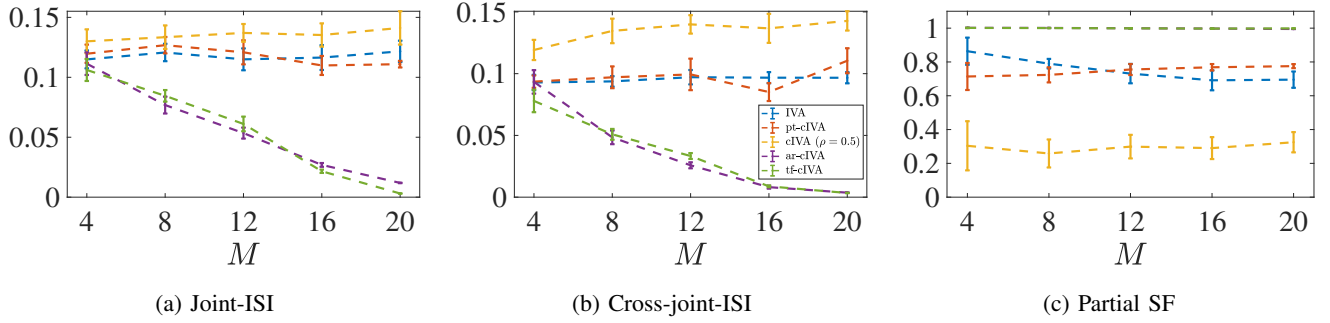 0.15
0.1
0.05
0
4 8 12 16 20
M
(a) Joint-ISI
0.15
0.1
0.05
0
4 8 12 16 20
M
IVA
pt-cIVA
cIVA (ρ = 0.5)
ar-cIVA
tf-cIVA
(b) Cross-joint-ISI
1
0.8
0.6
0.4
0.2
0
4 8 12 16 20
M
(c) Partial SF